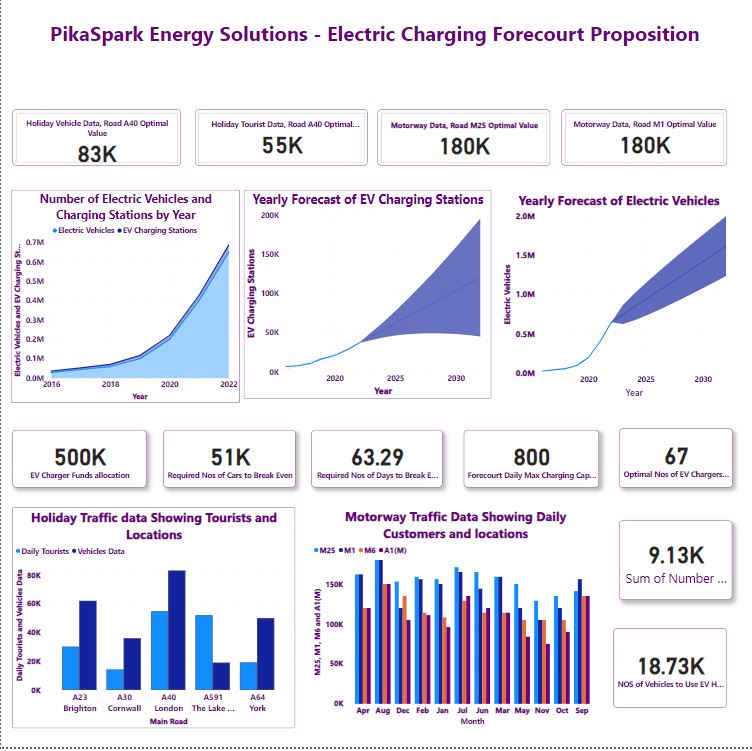 PikaSpark Energy Solutions - Electric Charging Forecourt Proposition
Holiday Vehicle Data, Road A40 Optimal
Value
83K
Holiday Tourist Data, Road A40 Optimal...
55K
Motorway Data, Road M25 Optimal Value
180K
Motorway Data, Road M1 Optimal Value
180K
Number of Electric Vehicles and
Charging Stations by Year
Electric Vehicles EV Charging Stations
Electric Vehicles and EV Charging St...
0.7M
0.6M
0.5M
0.4M
0.3M
0.2M
0.1M
0.0M
2016 2018 2020 2022
Year
Yearly Forecast of EV Charging Stations
EV Charging Stations
200K
150K
100K
50K
0K
2020 2025 2030
Year
Yearly Forecast of Electric Vehicles
Electric Vehicles
2.0M
1.5M
1.0M
0.5M
0.0M
2020 2025 2030
Year
500K
EV Charger Funds allocation
51K
Required Nos of Cars to Break Even
63.29
Required Nos of Days to Break E...
800
Forecourt Daily Max Charging Cap...
67
Optimal Nos of EV Chargers...
Holiday Traffic data Showing Tourists and
Locations
Daily Tourists Vehicles Data
Daily Tourists and Vehicles Data
80K
60K
40K
20K
0K
A23 A30 A40 A591 A64
Brighton Cornwall London The Lake ... York
Main Road
Motorway Traffic Data Showing Daily
Customers and locations
M25 M1 M6 A1(M)
M25, M1, M6 and A1(M)
150K
100K
50K
0K
Apr Aug Dec Feb Jan Jul Jun Mar May Nov Oct Sep
Month
9.13K
Sum of Number ...
18.73K
NOS of Vehicles to Use EV H...